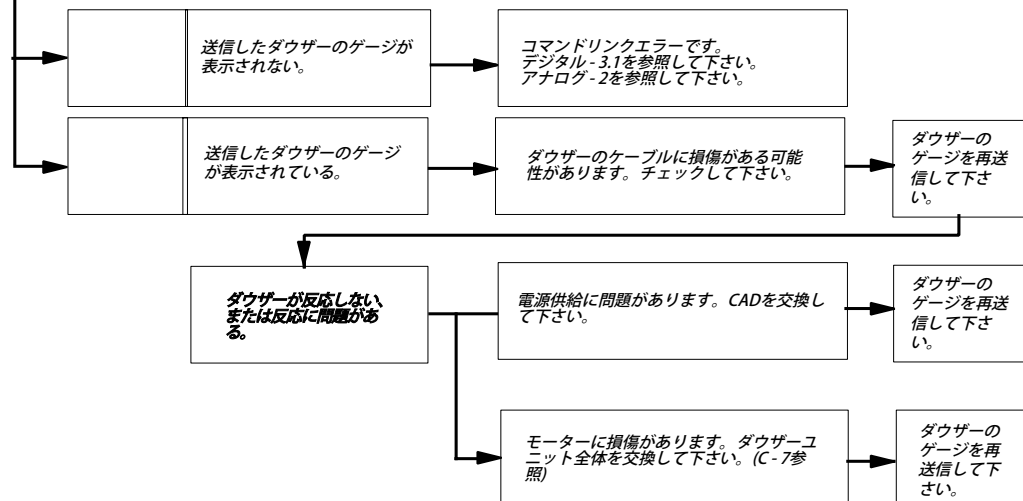 送信したダウザーのゲージが
表示されない。
コマンドリンクエラーです。
デジタル - 3.1を参照して下さい。
アナログ - 2を参照して下さい。
送信したダウザーのゲージ
が表示されている。
ダウザーのケーブルに損傷がある可能
性があります。チェックして下さい。
ダウザーの
ゲージを再送
信して下さ
い。
ダウザーが反応しない、
または反応に問題があ
る。
電源供給に問題があります。CADを交換し
て下さい。
ダウザーの
ゲージを再送
信して下さ
い。
モーターに損傷があります。ダウザーユ
ニット全体を交換して下さい。(C - 7参
照)
ダウザーの
ゲージを再
送信して下
さい。